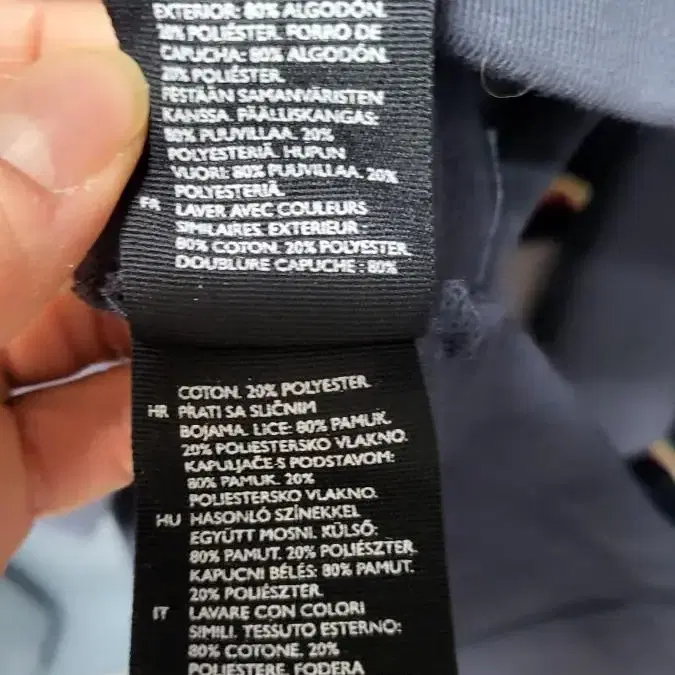 EXTERIOR: 80% ALGODÓN.
20% POLIÉSTER. FORRO DE
CAPUCHA: 80% ALGODÓN.
20% POLIÉSTER.
PESTÄÄN SAMANVÄRISTEN
KANSSA. PÄÄLLISKANGAS:
80% PUUVILLAA. 20%
POLYESTERIÄ. HUPUN
VUORI: 80% PUUVILLAA. 20%
POLYESTERIÄ.
FR LAVER AVEC COULEURS
SIMILAIRES. EXTERIEUR :
80% COTON. 20% POLYESTER.
DOUBLURE CAPUCHE : 80%
COTON. 20% POLYESTER.
HR PRATI SA SLIČNIM
BOJAMA. LICE: 80% PAMUK.
20% POLIESTERSKO VLAKNO.
KAPULJAČE S PODSTAVOM:
80% PAMUK. 20%
POLIESTERSKO VLAKNO.
HU HASONLÓ SZÍNEKKEL
EGYÜTT MOSNI. KÜLSŐ:
80% PAMUT. 20% POLIÉSZTER.
KAPUCNI BÉLÉS: 80% PAMUT.
20% POLIÉSZTER.
IT LAVARE CON COLORI
SIMILI. TESSUTO ESTERNO:
80% COTONE. 20%
POLIESTERE. FODERA